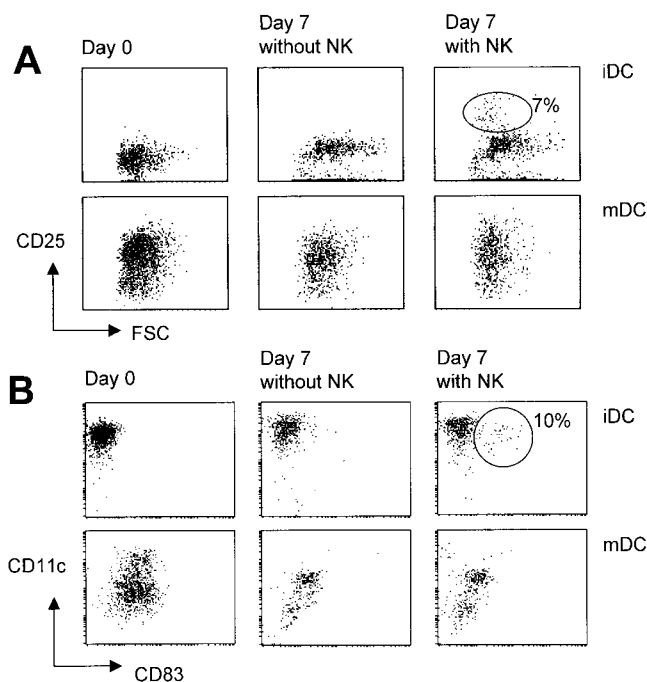 A
Day 0
Day 7
without NK
Day 7
with NK
iDC
7%
mDC
CD25
FSC
B
Day 0
Day 7
without NK
Day 7
with NK
iDC
10%
mDC
CD11c
CD83